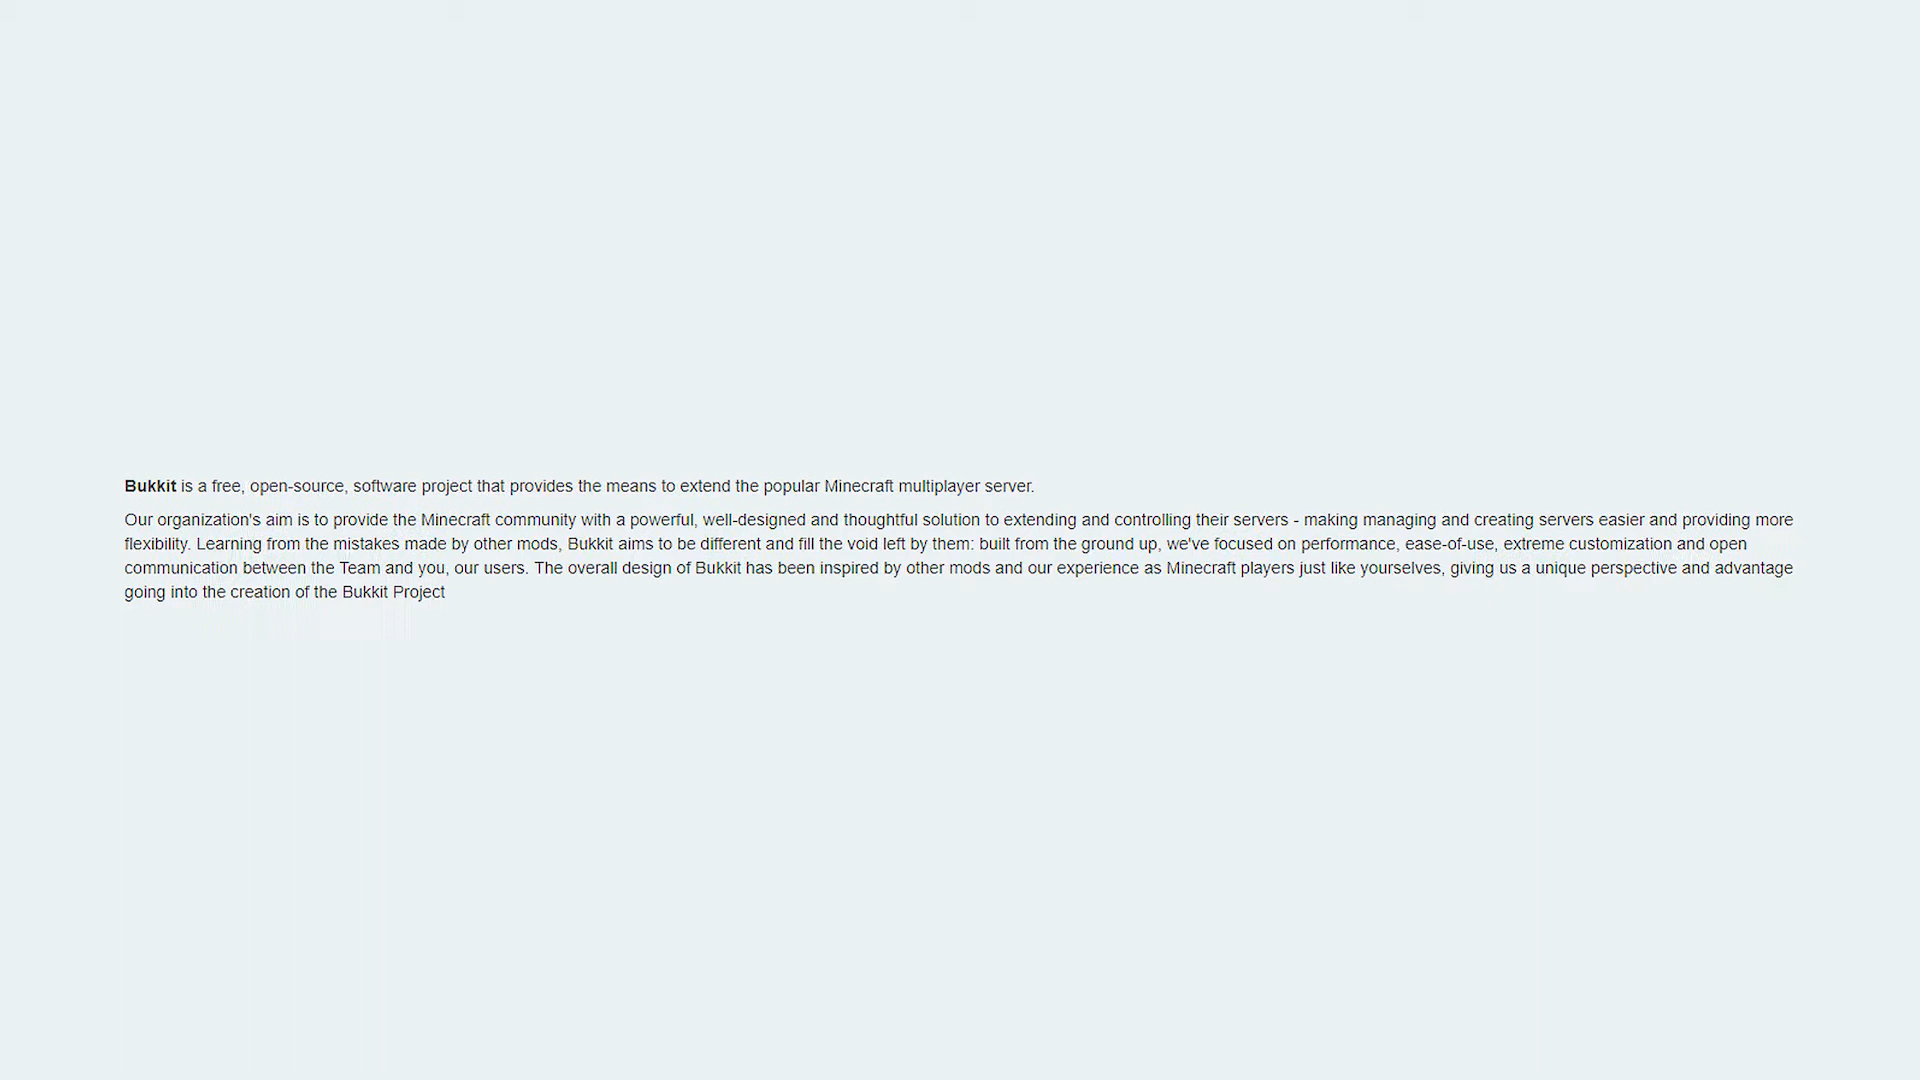 Bukkit is a free, open-source, software project that provides the means to extend the popular Minecraft multiplayer server.
Our organization's aim is to provide the Minecraft community with a powerful, well-designed and thoughtful solution to extending and controlling their servers - making managing and creating servers easier and providing more
flexibility. Learning from the mistakes made by other mods, Bukkit aims to be different and fill the void left by them: built from the ground up, we've focused on performance, ease-of-use, extreme customization and open
communication between the Team and you, our users. The overall design of Bukkit has been inspired by other mods and our experience as Minecraft players just like yourselves, giving us a unique perspective and advantage
going into the creation of the Bukkit Project